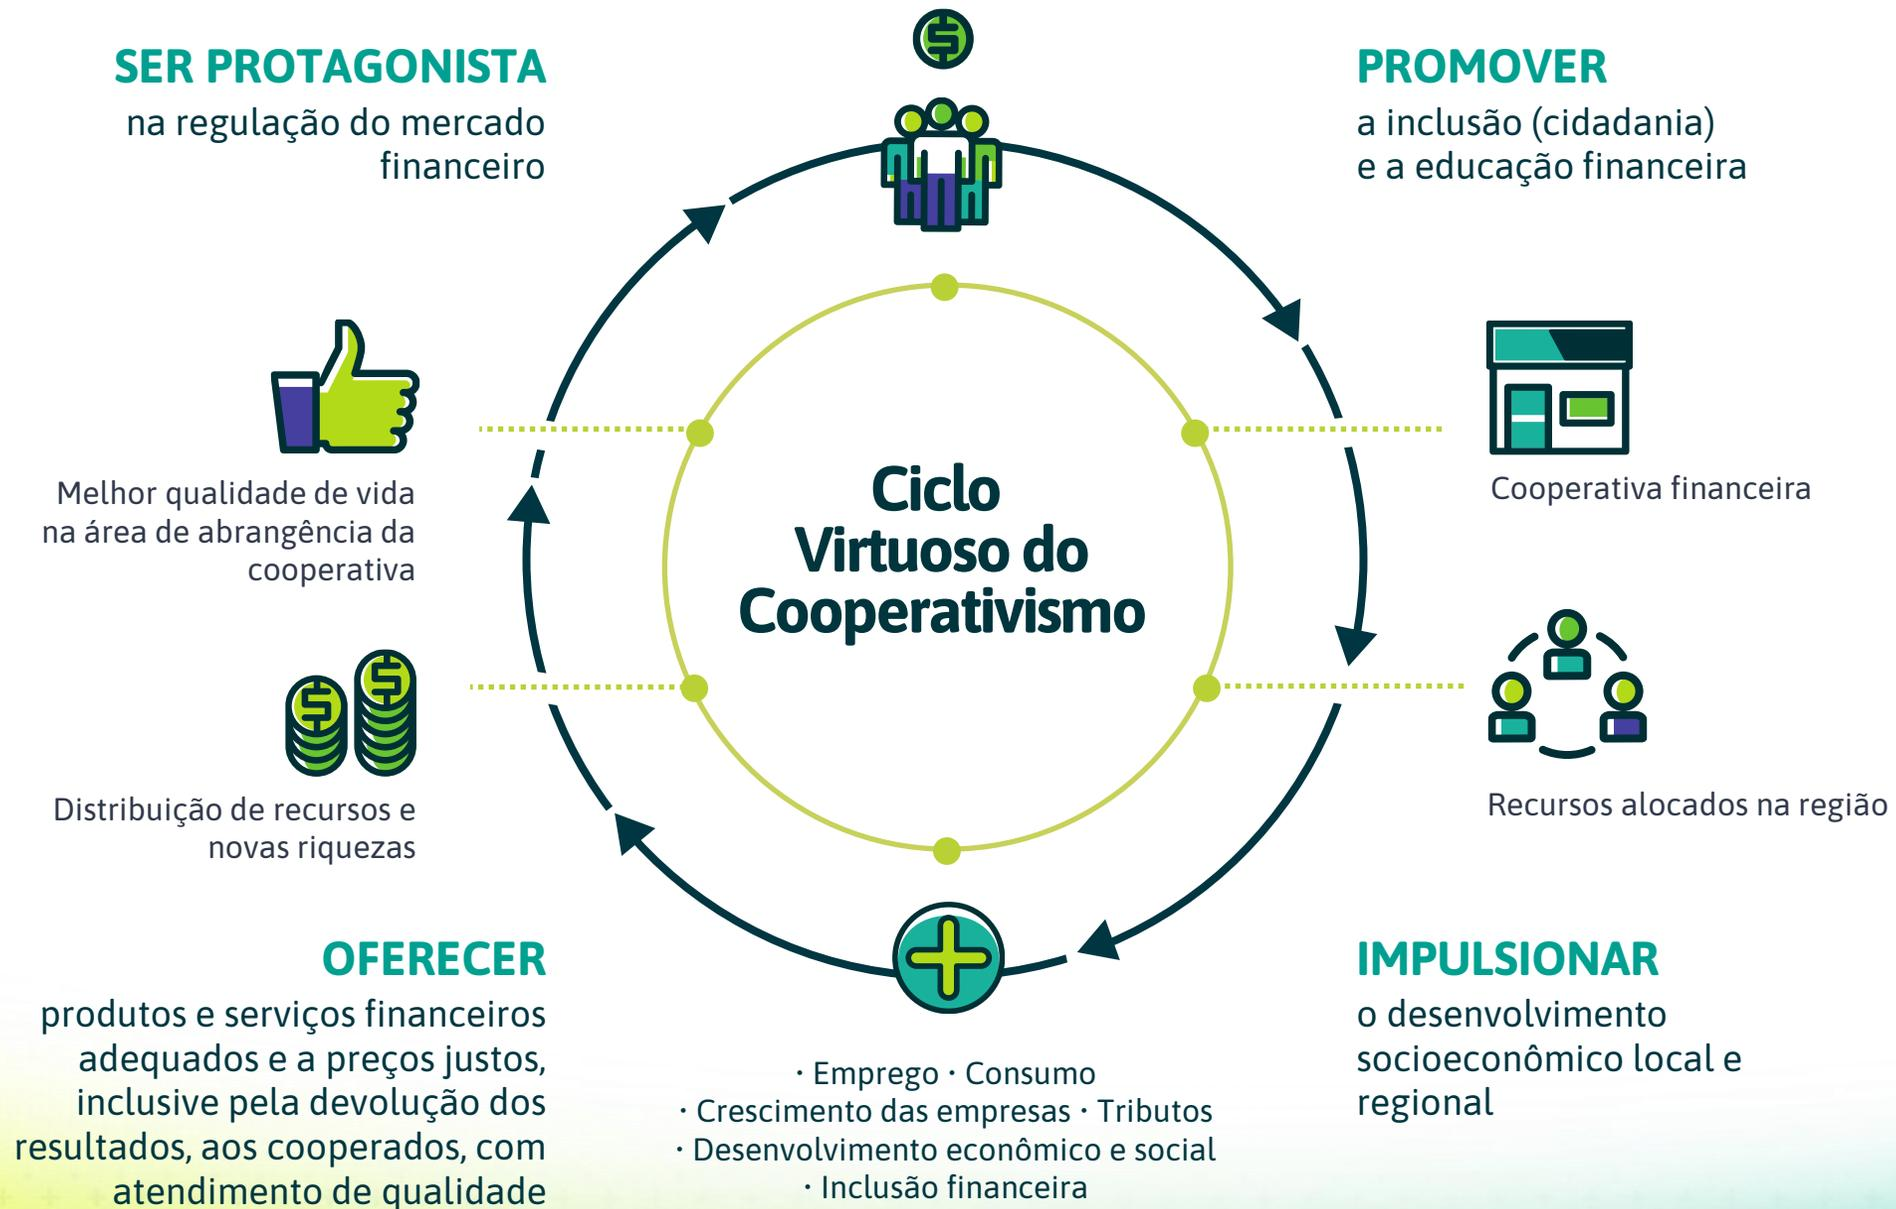 SER PROTAGONISTA
na regulação do mercado
financeiro
PROMOVER
a inclusão (cidadania)
e a educação financeira
Melhor qualidade de vida
na área de abrangência da
cooperativa
Cooperativa financeira
Ciclo
Virtuoso do
Cooperativismo
Distribuição de recursos e
novas riquezas
Recursos alocados na região
OFERECER
produtos e serviços financeiros
adequados e a preços justos,
inclusive pela devolução dos
resultados, aos cooperados, com
atendimento de qualidade
· Emprego · Consumo
· Crescimento das empresas · Tributos
· Desenvolvimento econômico e social
· Inclusão financeira
IMPULSIONAR
o desenvolvimento
socioeconômico local e
regional